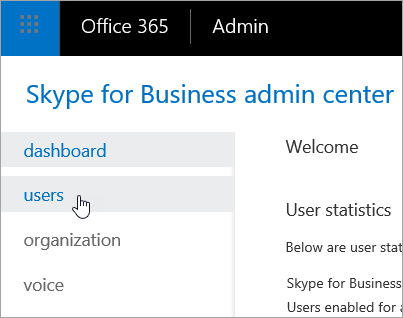 Office 365 Admin
Skype for Business admin center
dashboard
users
organization
voice
Welcome
User statistics
Below are user stat
Skype for Business
Users enabled for a